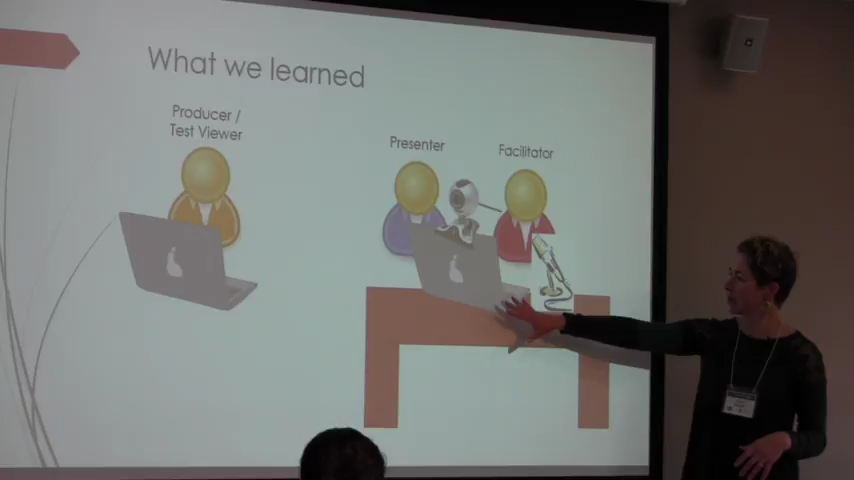 What we learned
Producer /
Test Viewer
Presenter
Facilitator